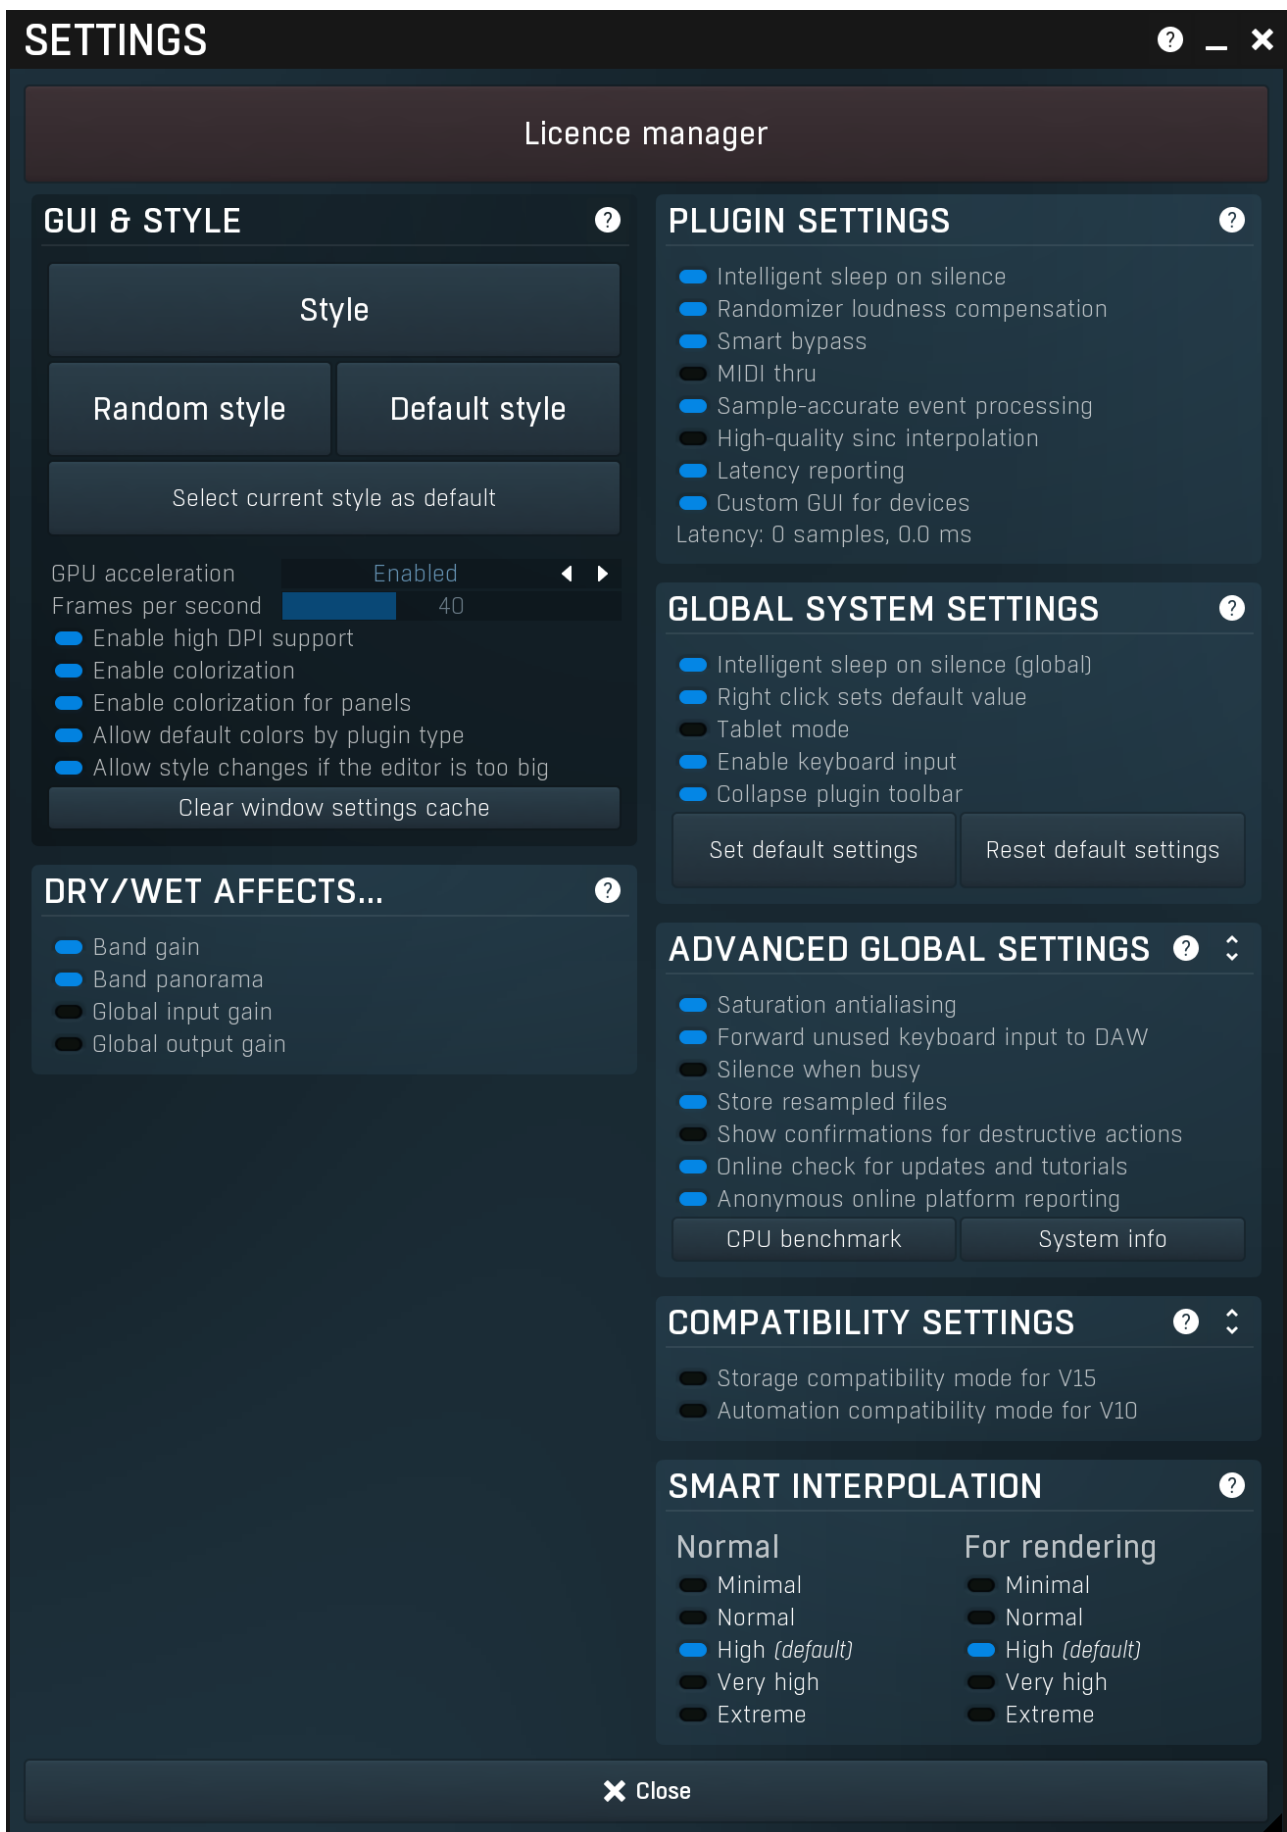 SETTINGS
Licence manager
GUI & STYLE
Style
Random style
Default style
Select current style as default
GPU acceleration Enabled
Frames per second 40
Enable high DPI support
Enable colorization
Enable colorization for panels
Allow default colors by plugin type
Allow style changes if the editor is too big
Clear window settings cache
DRY/WET AFFECTS...
Band gain
Band panorama
Global input gain
Global output gain
PLUGIN SETTINGS
Intelligent sleep on silence
Randomizer loudness compensation
Smart bypass
MIDI thru
Sample-accurate event processing
High-quality sinc interpolation
Latency reporting
Custom GUI for devices
Latency: 0 samples, 0.0 ms
GLOBAL SYSTEM SETTINGS
Intelligent sleep on silence (global)
Right click sets default value
Tablet mode
Enable keyboard input
Collapse plugin toolbar
Set default settings
Reset default settings
ADVANCED GLOBAL SETTINGS
Saturation antialiasing
Forward unused keyboard input to DAW
Silence when busy
Store resampled files
Show confirmations for destructive actions
Online check for updates and tutorials
Anonymous online platform reporting
CPU benchmark
System info
COMPATIBILITY SETTINGS
Storage compatibility mode for V15
Automation compatibility mode for V10
SMART INTERPOLATION
Normal
Minimal
Normal
High (default)
Very high
Extreme
For rendering
Minimal
Normal
High (default)
Very high
Extreme
Close